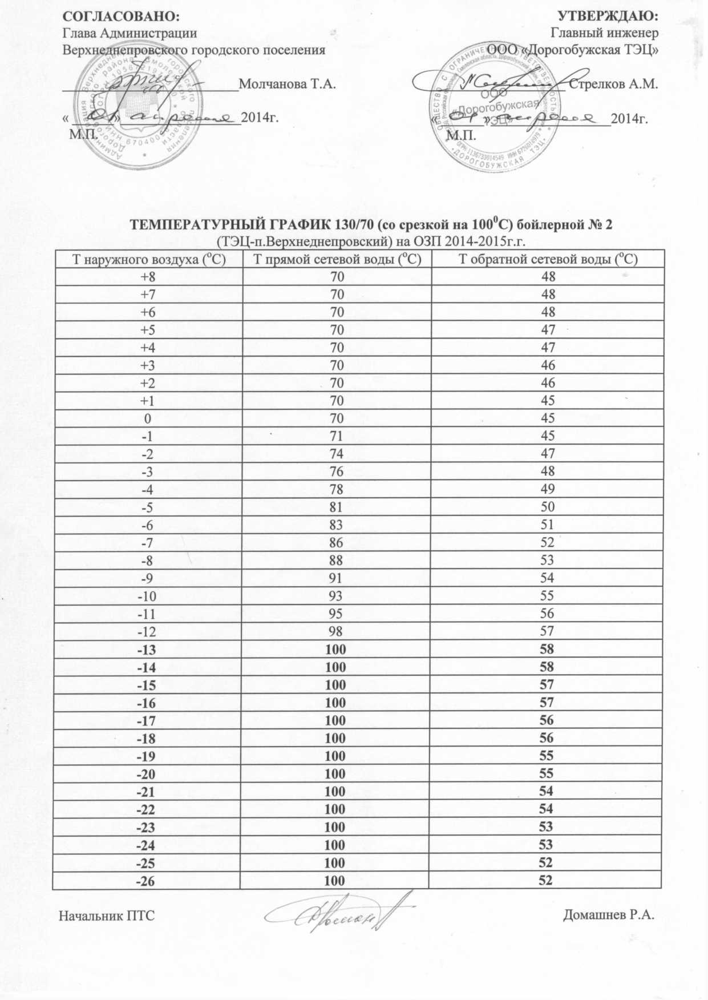 СОГЛАСОВАНО:
Глава Администрации
Верхнеднепровского городского поселения
Молчанова Т.А.
« 01 » апреля 2014г.
М.П.
УТВЕРЖДАЮ:
Главный инженер
ООО «Дорогобужская ТЭЦ»
Стрелков А.М.
« 01 » апреля 2014г.
М.П.
ООО
«Дорогобужская
ТЭЦ»
ТЕМПЕРАТУРНЫЙ ГРАФИК 130/70 (со срезкой на 100⁰С) бойлерной № 2
(ТЭЦ-п.Верхнеднепровский) на ОЗП 2014-2015г.г.
Т наружного воздуха (⁰С) Т прямой сетевой воды (⁰С) Т обратной сетевой воды (⁰С)
+8 70 48
+7 70 48
+6 70 48
+5 70 47
+4 70 47
+3 70 46
+2 70 46
+1 70 45
0 70 45
-1 71 45
-2 74 47
-3 76 48
-4 78 49
-5 81 50
-6 83 51
-7 86 52
-8 88 53
-9 91 54
-10 93 55
-11 95 56
-12 98 57
-13 100 58
-14 100 58
-15 100 57
-16 100 57
-17 100 56
-18 100 56
-19 100 55
-20 100 55
-21 100 54
-22 100 54
-23 100 53
-24 100 53
-25 100 52
-26 100 52
Начальник ПТС Домашнев Р.А.